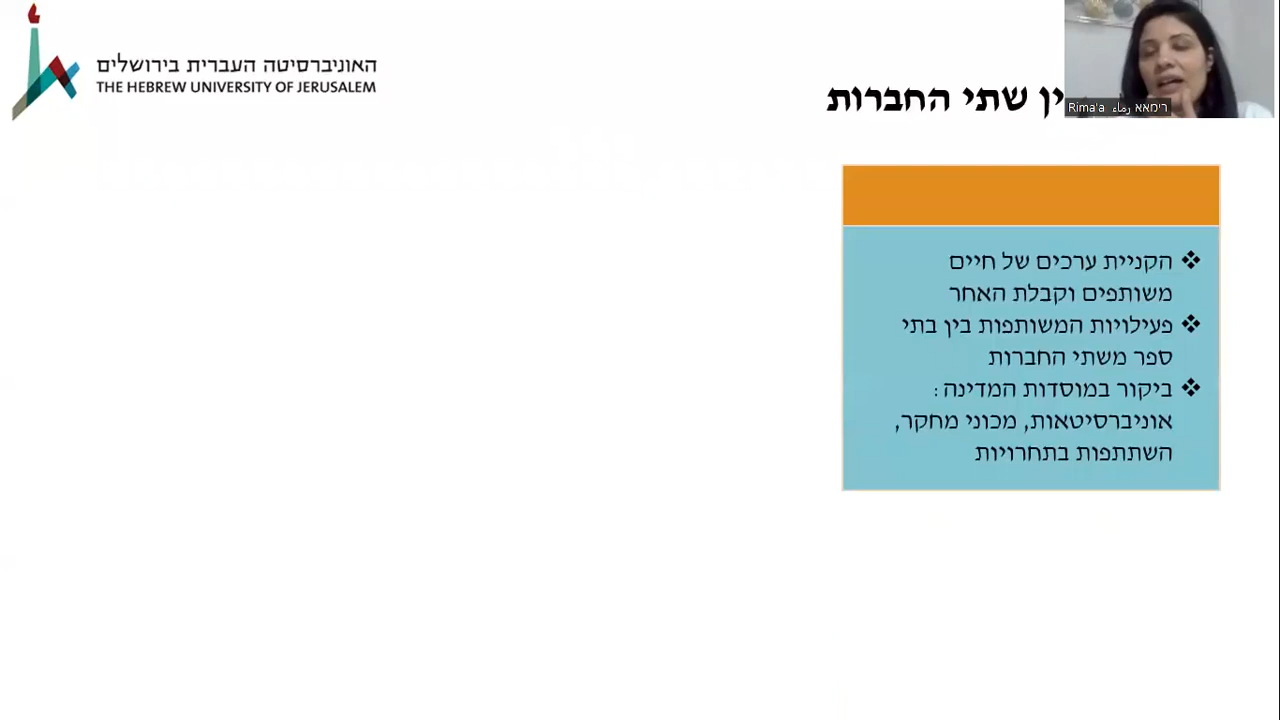 האוניברסיטה העברית בירושלים
THE HEBREW UNIVERSITY OF JERUSALEM
שתי החברות
Rima'a رماء רימאא
❖ הקניית ערכים של חיים
משותפים וקבלת האחר
❖ פעילויות המשותפות בין בתי
ספר משתי החברות
❖ ביקור במוסדות המדינה :
אוניברסיטאות, מכוני מחקר,
השתתפות בתחרויות